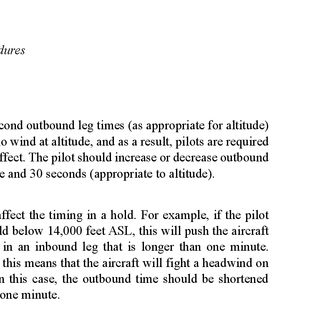 dures
cond outbound leg times (as appropriate for altitude)
o wind at altitude, and as a result, pilots are required
ffect. The pilot should increase or decrease outbound
e and 30 seconds (appropriate to altitude).
ffect the timing in a hold. For example, if the pilot
ld below 14,000 feet ASL, this will push the aircraft
in an inbound leg that is longer than one minute.
this means that the aircraft will fight a headwind on
n this case, the outbound time should be shortened
one minute.